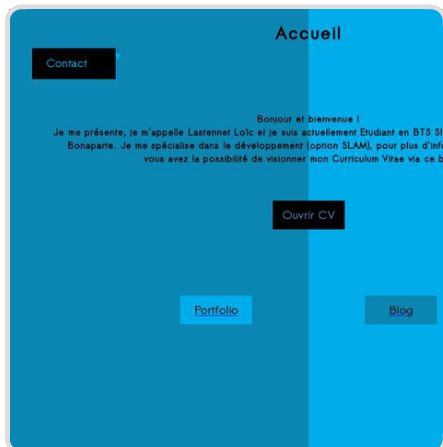 Accueil
Contact
Bonjour et bienvenue !
Je me présente, je m'appelle Lastennet Loïc et je suis actuellement Etudiant en BTS SI
Bonaparte. Je me spécialise dans le développement (option SLAM), pour plus d'info
vous avez la possibilité de visionner mon Curriculum Vitae via ce b
Ouvrir CV
Portfolio
Blog